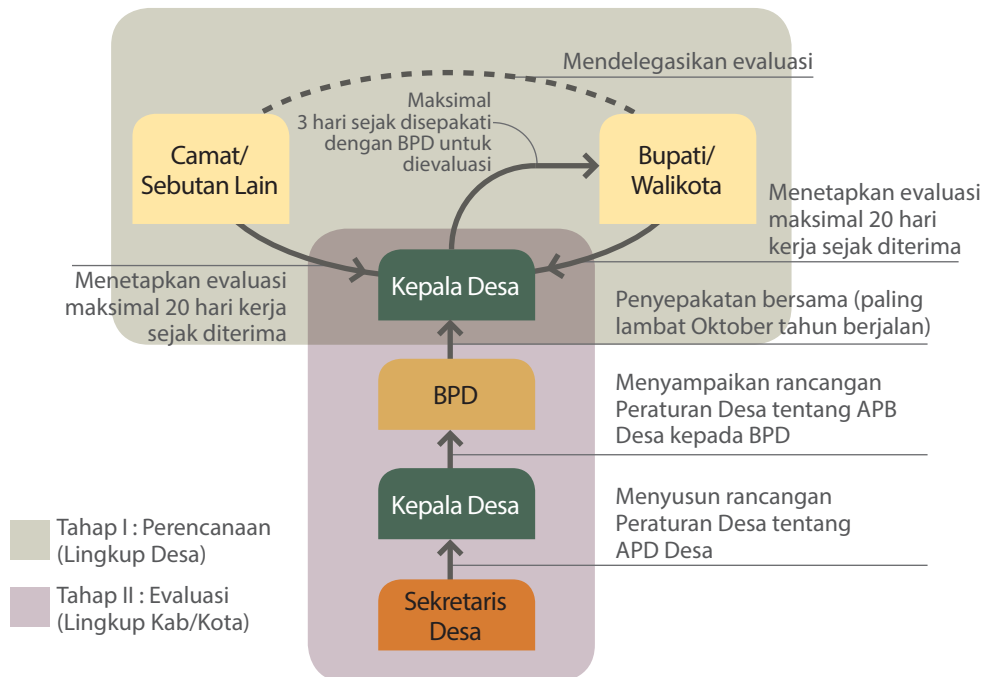 Mendelegasikan evaluasi
Maksimal
3 hari sejak disepakati
dengan BPD untuk
dievaluasi
Camat/
Sebutan Lain
Bupati/
Walikota
Menetapkan evaluasi
maksimal 20 hari
kerja sejak diterima
Menetapkan evaluasi
maksimal 20 hari kerja
sejak diterima
Kepala Desa
Penyepakatan bersama (paling
lambat Oktober tahun berjalan)
BPD
Menyampaikan rancangan
Peraturan Desa tentang APB
Desa kepada BPD
Kepala Desa
Menyusun rancangan
Peraturan Desa tentang
APD Desa
Sekretaris
Desa
Tahap I : Perencanaan
(Lingkup Desa)
Tahap II : Evaluasi
(Lingkup Kab/Kota)